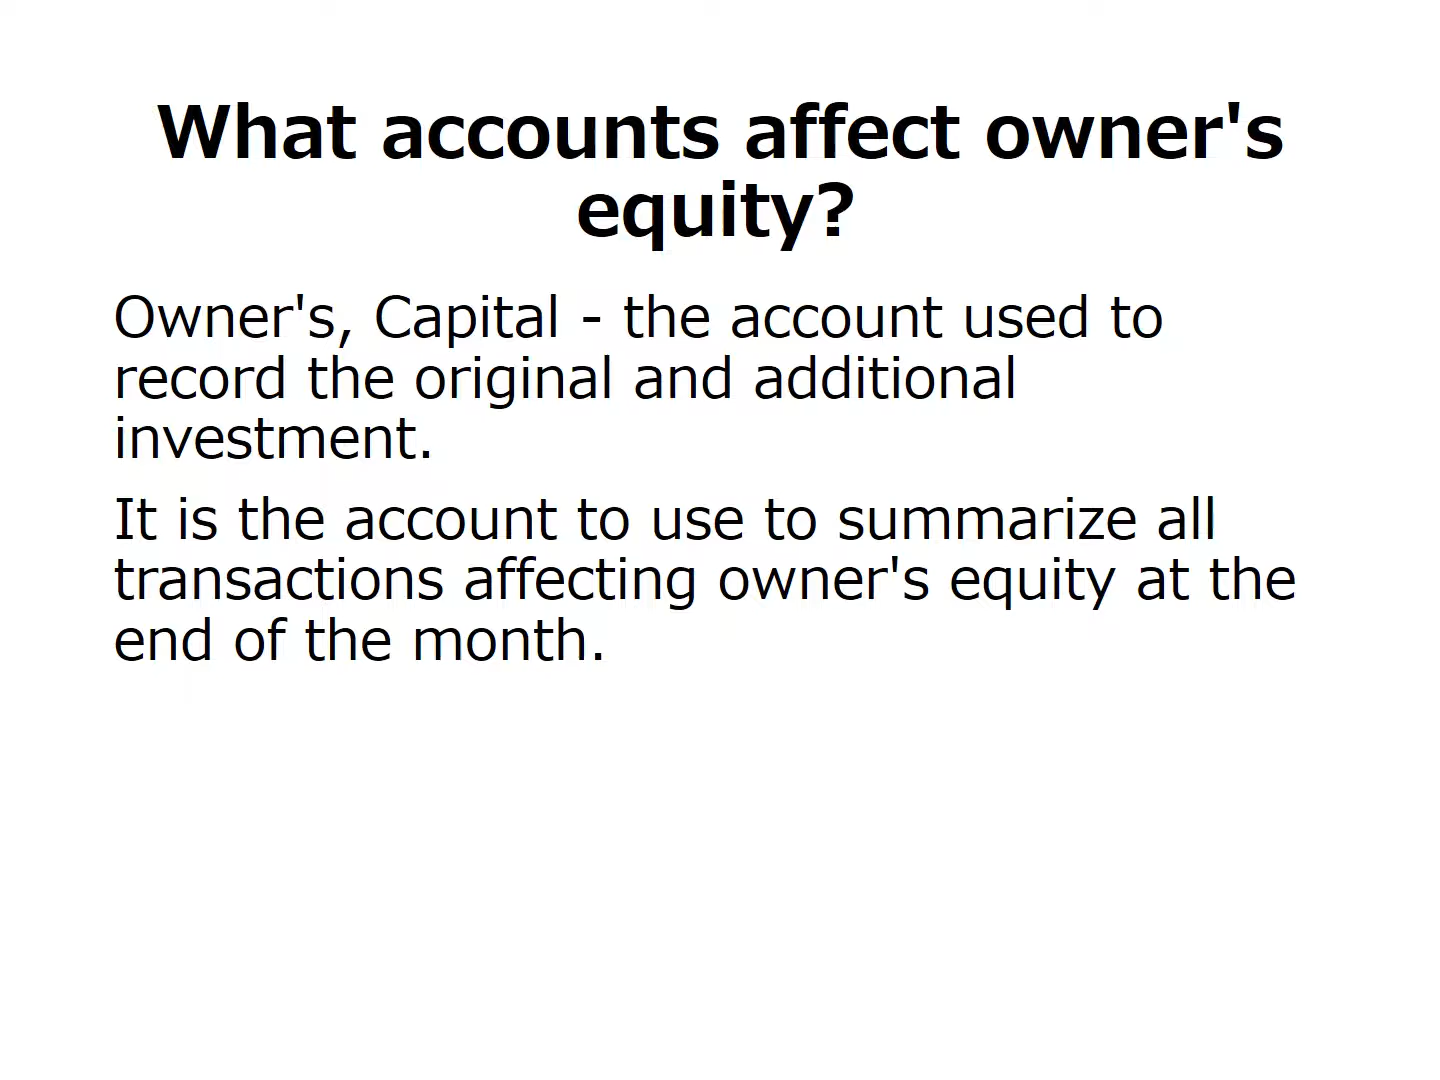 What accounts affect owner's
equity?
Owner's, Capital - the account used to
record the original and additional
investment.
It is the account to use to summarize all
transactions affecting owner's equity at the
end of the month.